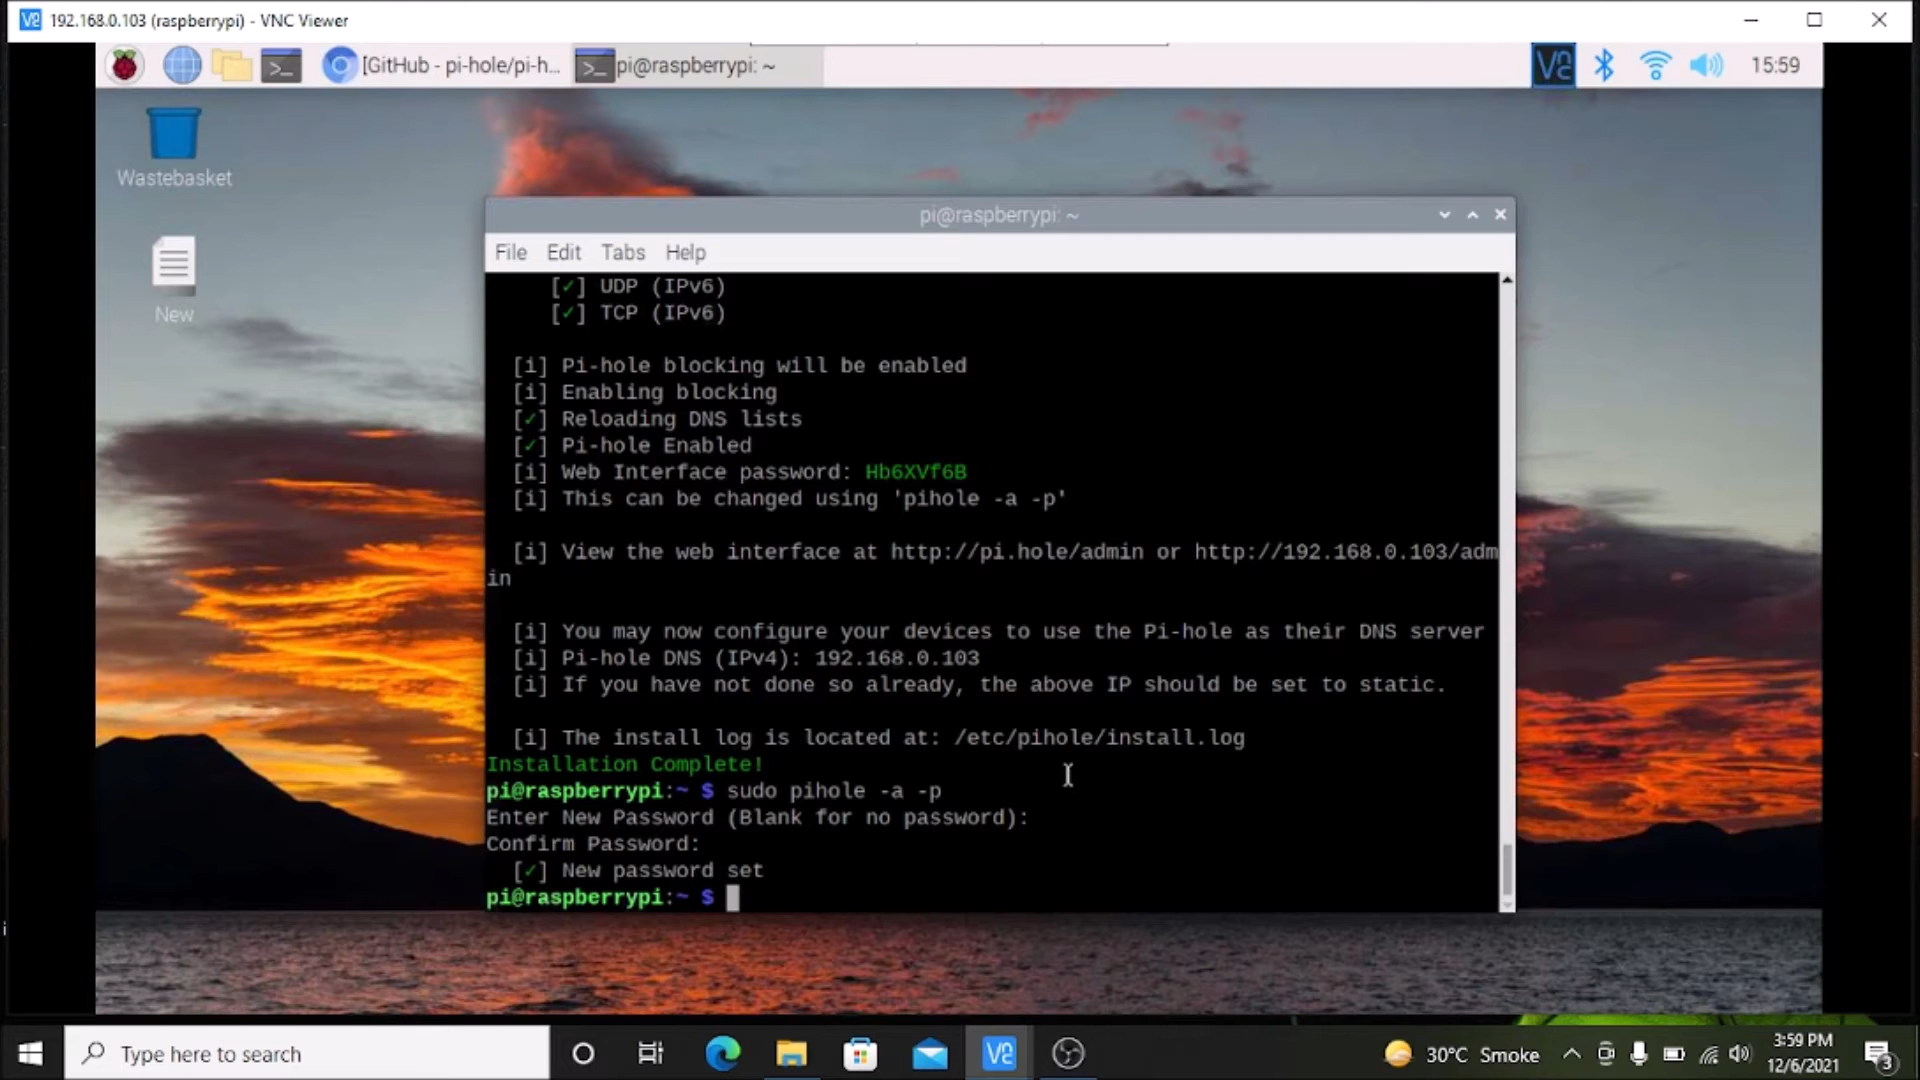 192.168.0.103 (raspberrypi) - VNC Viewer
[GitHub - pi-hole/pi-h...
pi@raspberrypi: ~
15:59
Wastebasket
New
pi@raspberrypi: ~
File Edit Tabs Help
[✓] UDP (IPv6)
[✓] TCP (IPv6)
[i] Pi-hole blocking will be enabled
[i] Enabling blocking
[✓] Reloading DNS lists
[✓] Pi-hole Enabled
[i] Web Interface password: Hb6XVf6B
[i] This can be changed using 'pihole -a -p'
[i] View the web interface at http://pi.hole/admin or http://192.168.0.103/adm
in
[i] You may now configure your devices to use the Pi-hole as their DNS server
[i] Pi-hole DNS (IPv4): 192.168.0.103
[i] If you have not done so already, the above IP should be set to static.
[i] The install log is located at: /etc/pihole/install.log
Installation Complete!
pi@raspberrypi:~ $ sudo pihole -a -p
Enter New Password (Blank for no password):
Confirm Password:
[✓] New password set
pi@raspberrypi:~ $
Type here to search
30°C Smoke
3:59 PM
12/6/2021
3